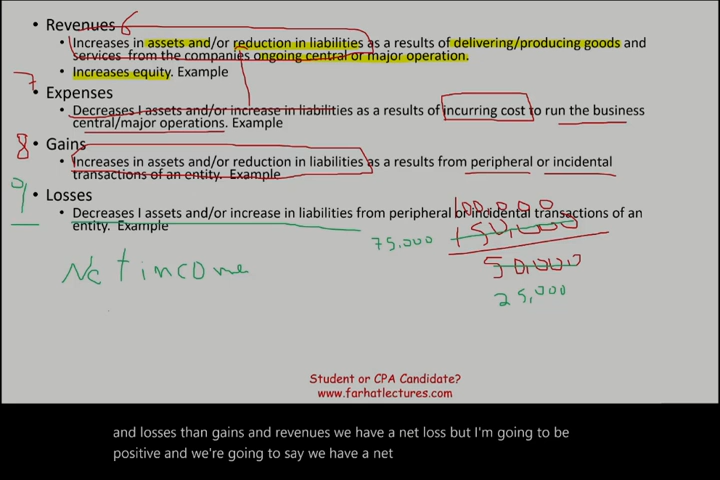 • Revenues 6
• Increases in assets and/or reduction in liabilities as a results of delivering/producing goods and
services from the companies ongoing central or major operation.
• Increases equity. Example
7
• Expenses
• Decreases I assets and/or increase in liabilities as a results of incurring cost to run the business
central/major operations. Example
8 • Gains
• Increases in assets and/or reduction in liabilities as a results from peripheral or incidental
transactions of an entity. Example
9 • Losses
100,000
• Decreases I assets and/or increase in liabilities from peripheral or incidental transactions of an
entity. Example
75,000 150,000
Net income 50,000
25,000
Student or CPA Candidate?
www.farhatlectures.com
and losses than gains and revenues we have a net loss but I'm going to be
positive and we're going to say we have a net